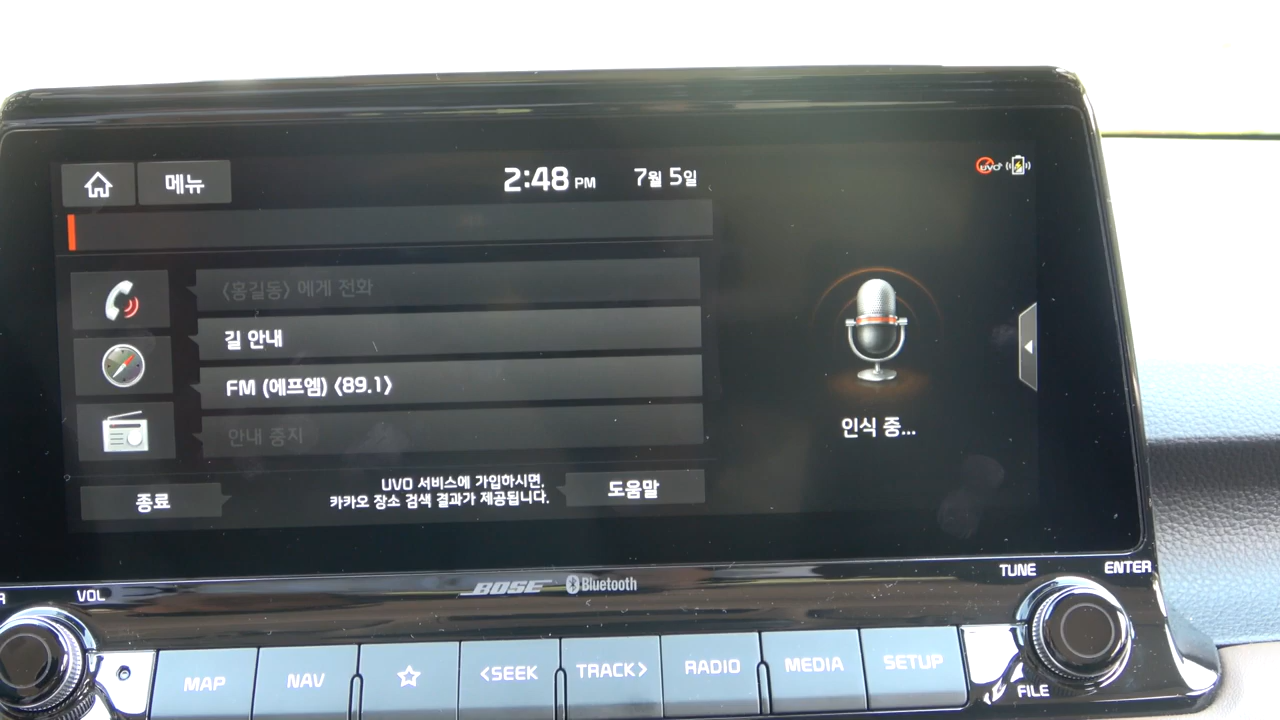 메뉴
2:48 PM
7월 5일
UVO
<홍길동> 에게 전화
길 안내
FM (에프엠) <89.1>
안내 중지
인식 중...
종료
UVO 서비스에 가입하시면,
카카오 장소 검색 결과가 제공됩니다.
도움말
BOSE
Bluetooth
VOL
TUNE
ENTER
MAP
NAV
<SEEK
TRACK>
RADIO
MEDIA
SETUP
FILE